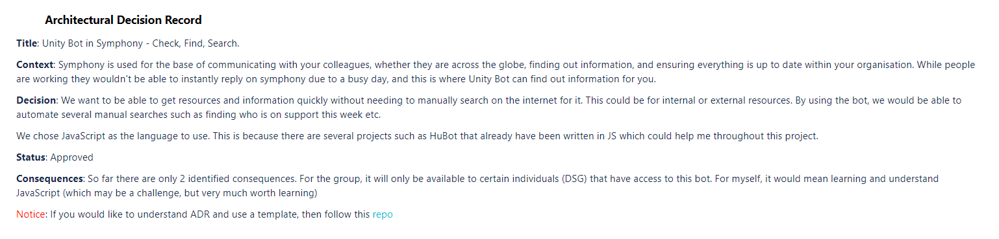 Architectural Decision Record
Title: Unity Bot in Symphony - Check, Find, Search.
Context: Symphony is used for the base of communicating with your colleagues, whether they are across the globe, finding out information, and ensuring everything is up to date within your organisation. While people
are working they wouldn't be able to instantly reply on symphony due to a busy day, and this is where Unity Bot can find out information for you.
Decision: We want to be able to get resources and information quickly without needing to manually search on the internet for it. This could be for internal or external resources. By using the bot, we would be able to
automate several manual searches such as finding who is on support this week etc.
We chose JavaScript as the language to use. This is because there are several projects such as HuBot that already have been written in JS which could help me throughout this project.
Status: Approved
Consequences: So far there are only 2 identified consequences. For the group, it will only be available to certain individuals (DSG) that have access to this bot. For myself, it would mean learning and understand
JavaScript (which may be a challenge, but very much worth learning)
Notice: If you would like to understand ADR and use a template, then follow this repo